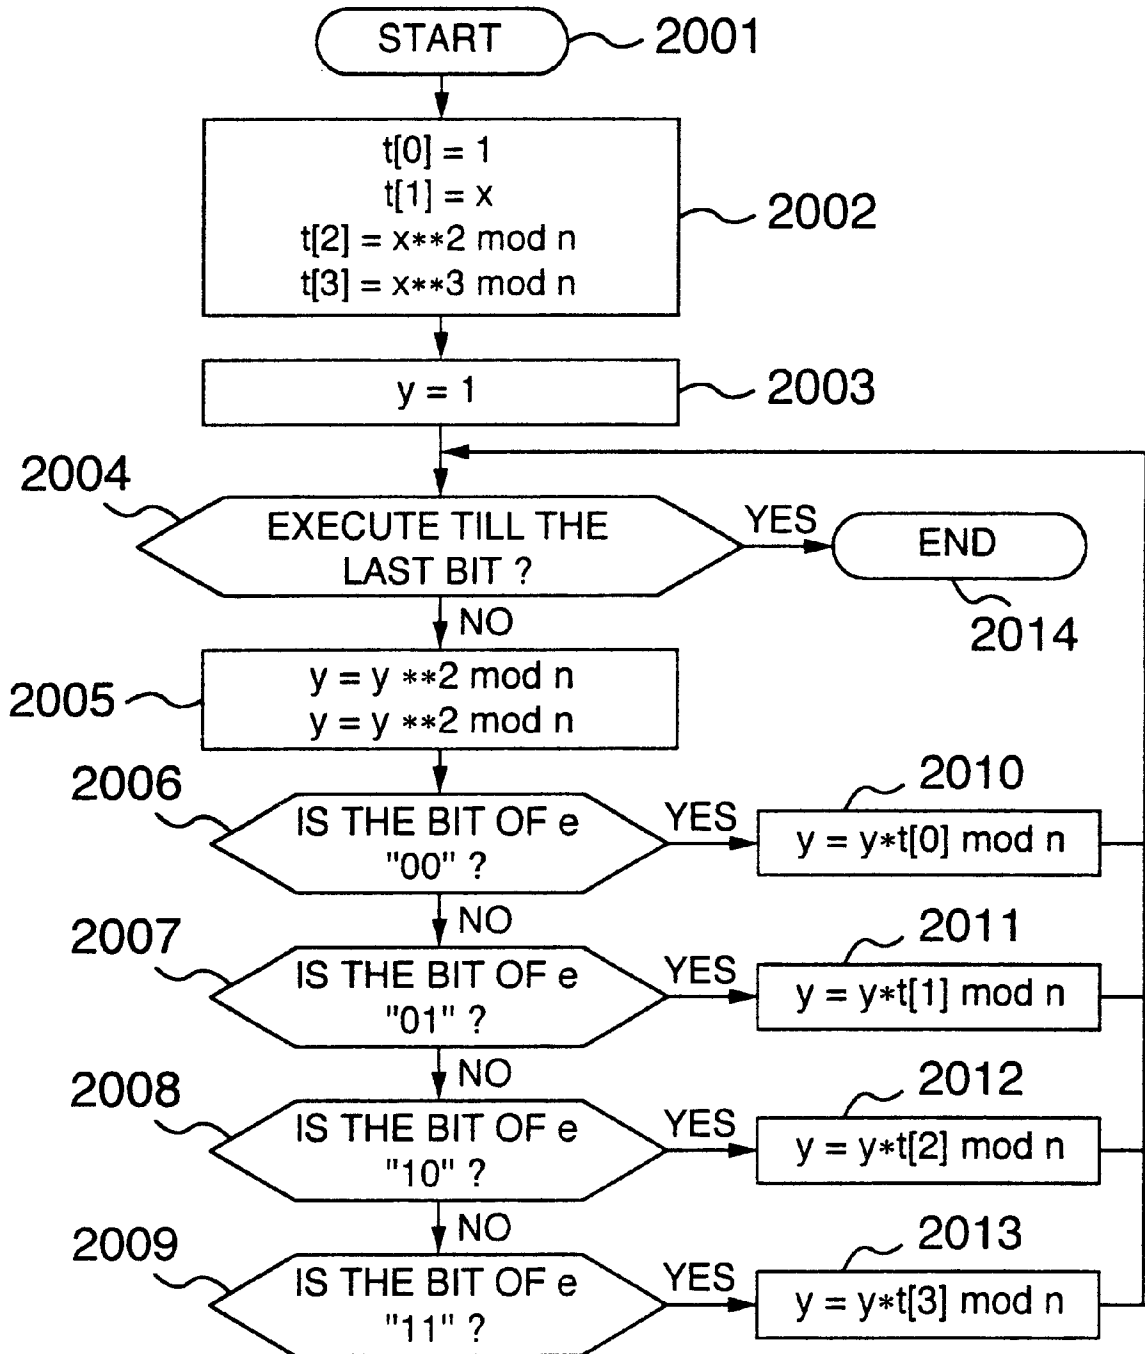 START
2001
t[0] = 1
t[1] = x
t[2] = x**2 mod n
t[3] = x**3 mod n
2002
y = 1
2003
2004
EXECUTE TILL THE
LAST BIT ?
YES
END
2014
NO
2005
y = y **2 mod n
y = y **2 mod n
2006
IS THE BIT OF e
"00" ?
YES
2010
y = y*t[0] mod n
NO
2007
IS THE BIT OF e
"01" ?
YES
2011
y = y*t[1] mod n
NO
2008
IS THE BIT OF e
"10" ?
YES
2012
y = y*t[2] mod n
NO
2009
IS THE BIT OF e
"11" ?
YES
2013
y = y*t[3] mod n